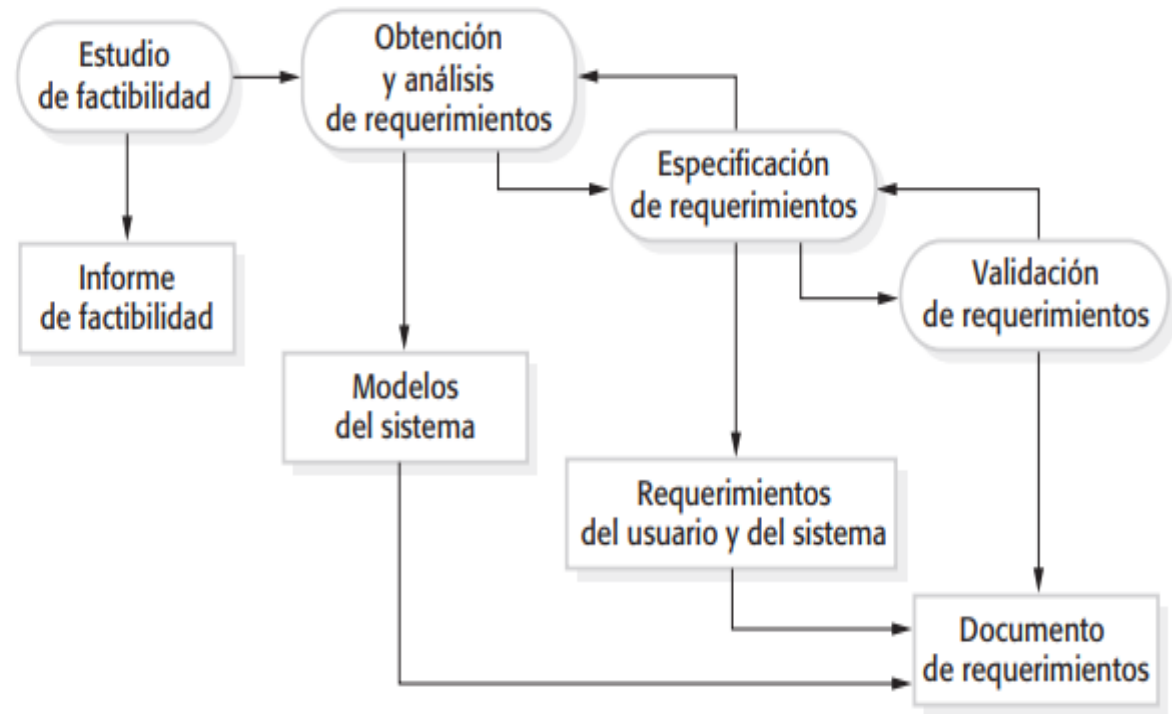 Estudio
de factibilidad
Obtención
y análisis
de requerimientos
Especificación
de requerimientos
Validación
de requerimientos
Informe
de factibilidad
Modelos
del sistema
Requerimientos
del usuario y del sistema
Documento
de requerimientos